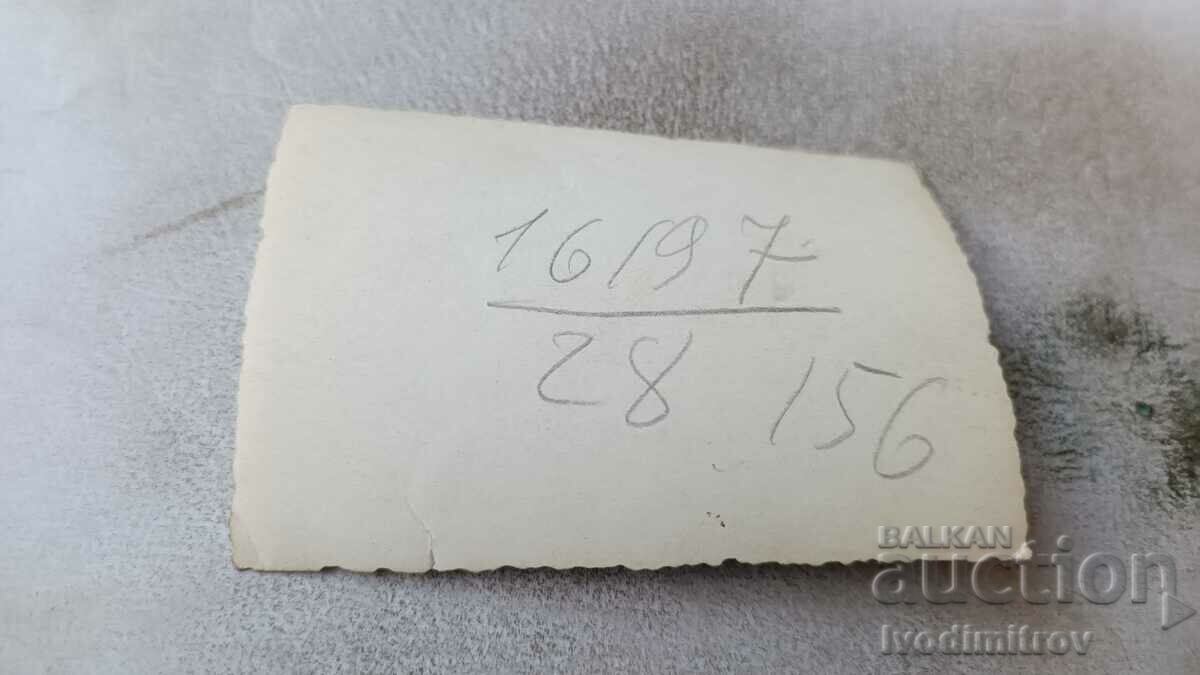 16197
28 156
BALKAN
auction
Ivodimitrov